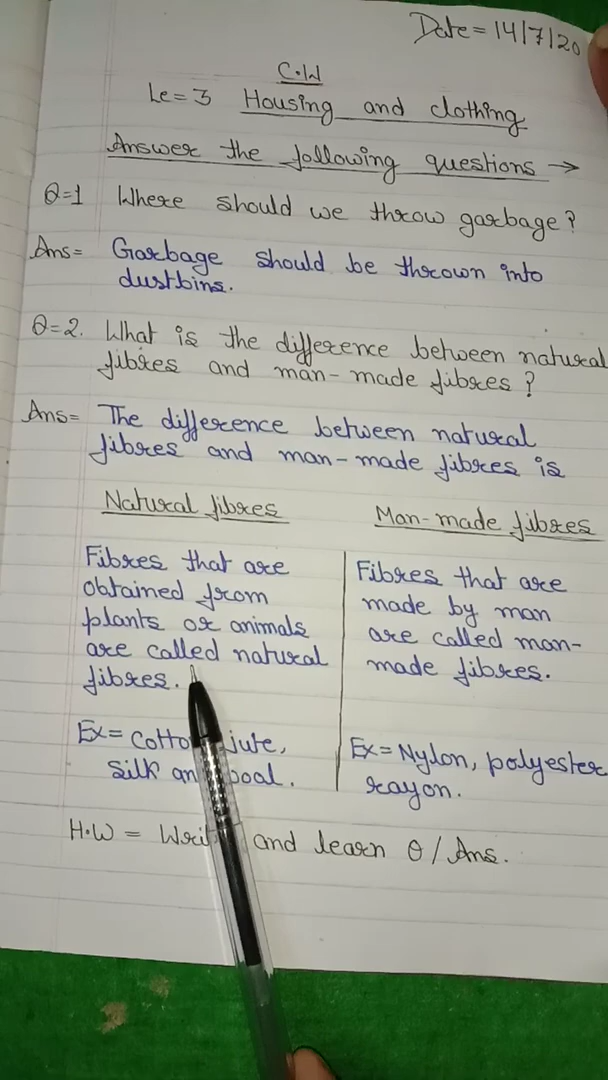 Date = 14/7/20
C.W
Le = 3 Housing and clothing
Answer the following questions →
Q=1 Where should we throw garbage?
Ans= Garbage should be thrown into
dustbins.
Q=2. What is the difference between natural
fibres and man-made fibres?
Ans= The difference between natural
fibres and man-made fibres is
Natural fibres
Fibres that are
obtained from
plants or animals
are called natural
fibres.
Ex= jute,
Silk
Man-made fibres
Fibres that are
made by man
are called man-
made fibres.
Ex= Nylon, polyester
rayon.
H.W = and learn Q/Ans.